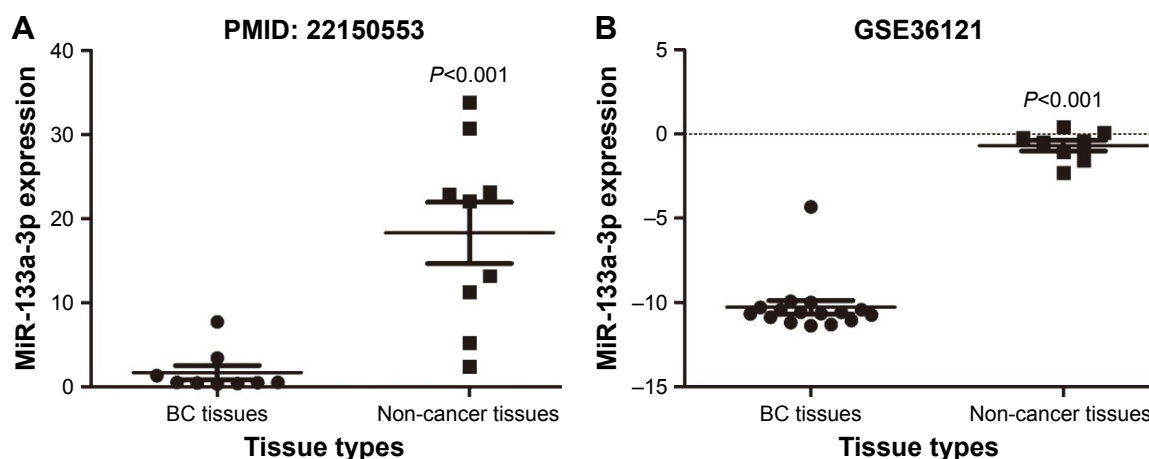 A
PMID: 22150553
MiR-133a-3p expression
40
30
20
10
0
P<0.001
BC tissues
Non-cancer tissues
Tissue types
B
GSE36121
MiR-133a-3p expression
5
0
–5
–10
–15
P<0.001
BC tissues
Non-cancer tissues
Tissue types